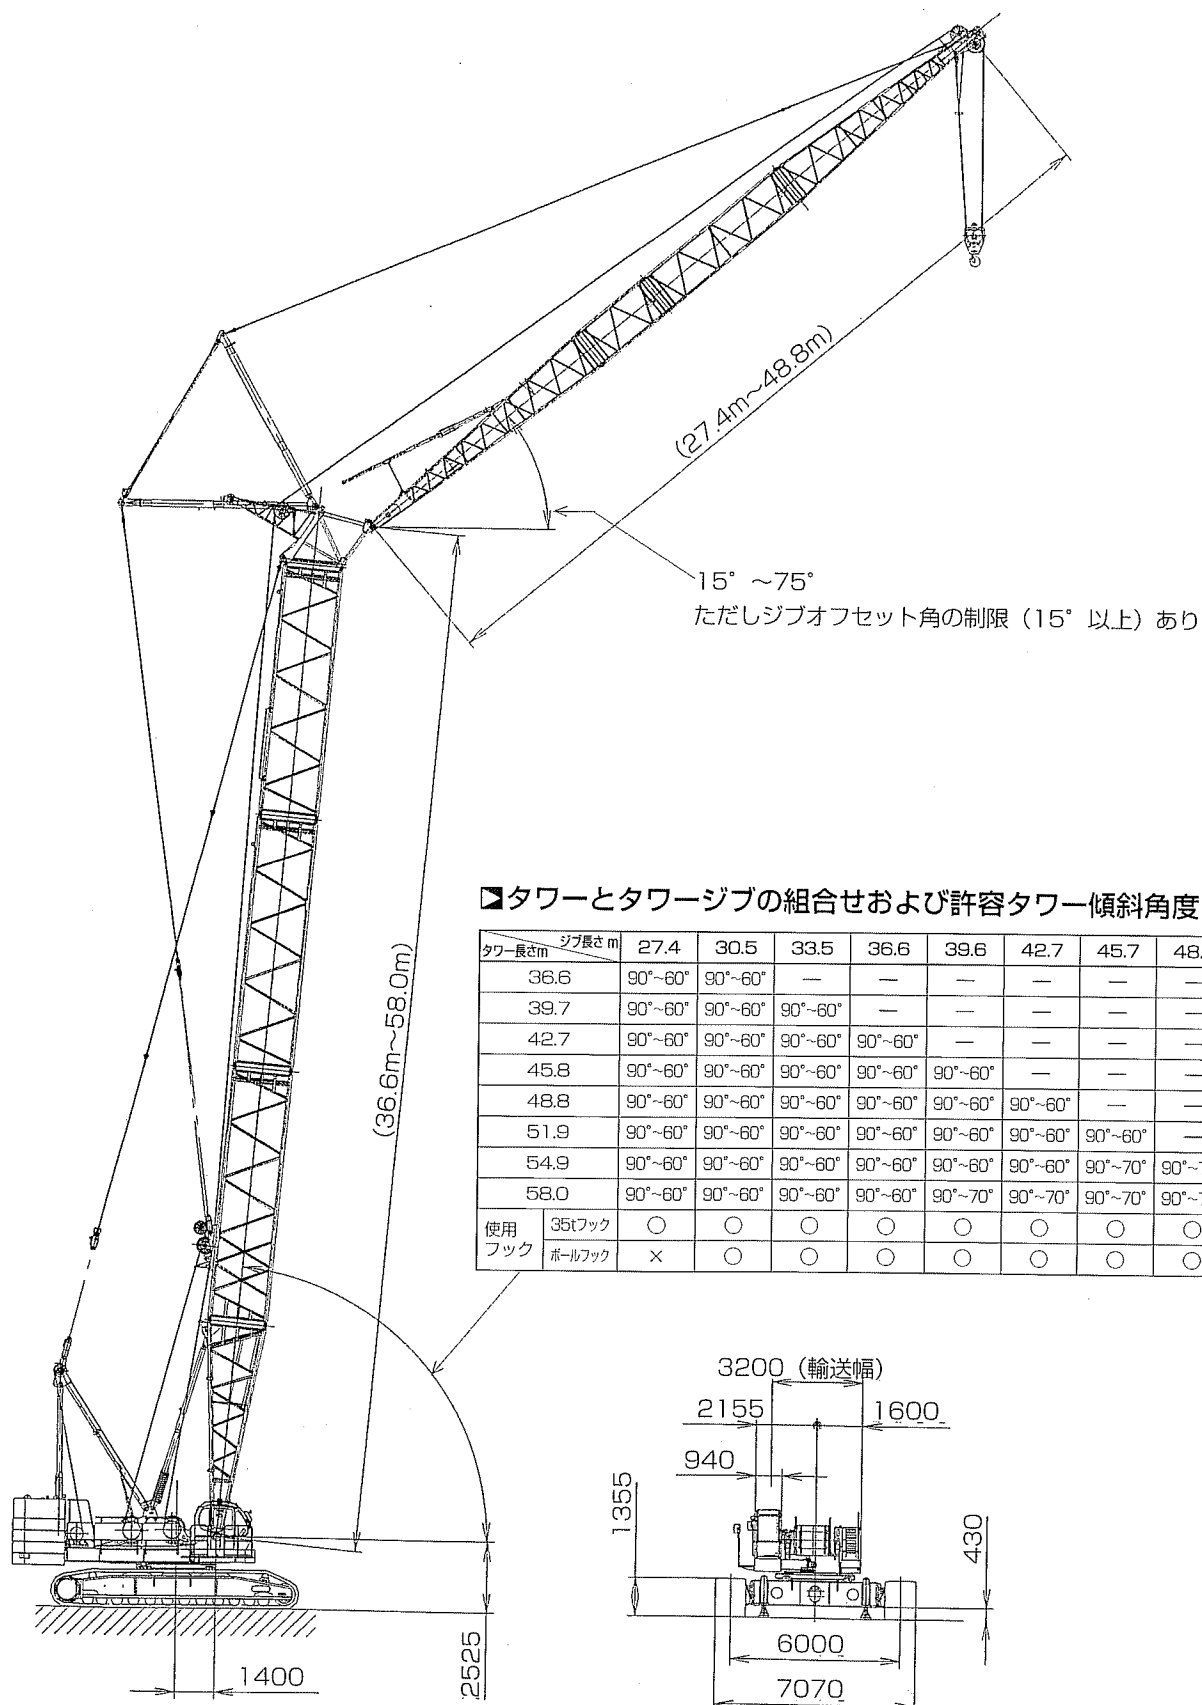 (27.4m~48.8m)
15° ~75°
ただしジブオフセット角の制限（15° 以上）あり
(36.6m~58.0m)
タワーとタワージブの組合せおよび許容タワー傾斜角度
タワー長さm ジブ長さ m 27.4 30.5 33.5 36.6 39.6 42.7 45.7 48.
36.6 90°~60° 90°~60° — — — — — —
39.7 90°~60° 90°~60° 90°~60° — — — — —
42.7 90°~60° 90°~60° 90°~60° 90°~60° — — — —
45.8 90°~60° 90°~60° 90°~60° 90°~60° 90°~60° — — —
48.8 90°~60° 90°~60° 90°~60° 90°~60° 90°~60° 90°~60° — —
51.9 90°~60° 90°~60° 90°~60° 90°~60° 90°~60° 90°~60° 90°~60° —
54.9 90°~60° 90°~60° 90°~60° 90°~60° 90°~60° 90°~60° 90°~70° 90°~
58.0 90°~60° 90°~60° 90°~60° 90°~60° 90°~70° 90°~70° 90°~70° 90°~
使用フック 35tフック ○ ○ ○ ○ ○ ○ ○ ○
ボールフック × ○ ○ ○ ○ ○ ○ ○
3200（輸送幅）
2155 1600
940
1355
430
6000
7070
1400
2525